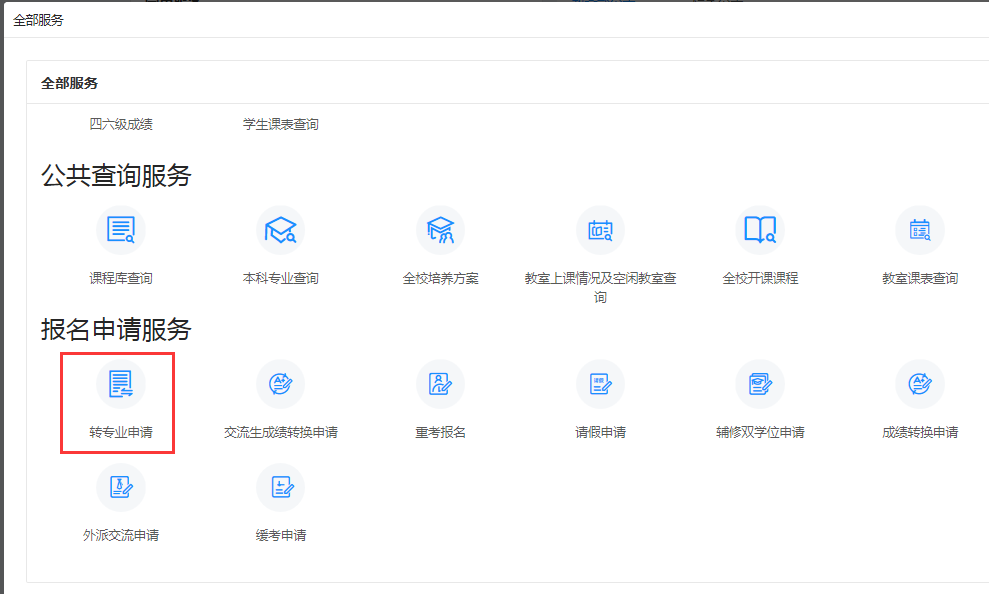 全部服务
全部服务
四六级成绩 学生课表查询
公共查询服务
课程库查询 本科专业查询 全校培养方案 教室上课情况及空闲教室查 全校开课课程 教室课表查询
询
报名申请服务
转专业申请 交流生成绩转换申请 重考报名 请假申请 辅修双学位申请 成绩转换申请
外派交流申请 缓考申请